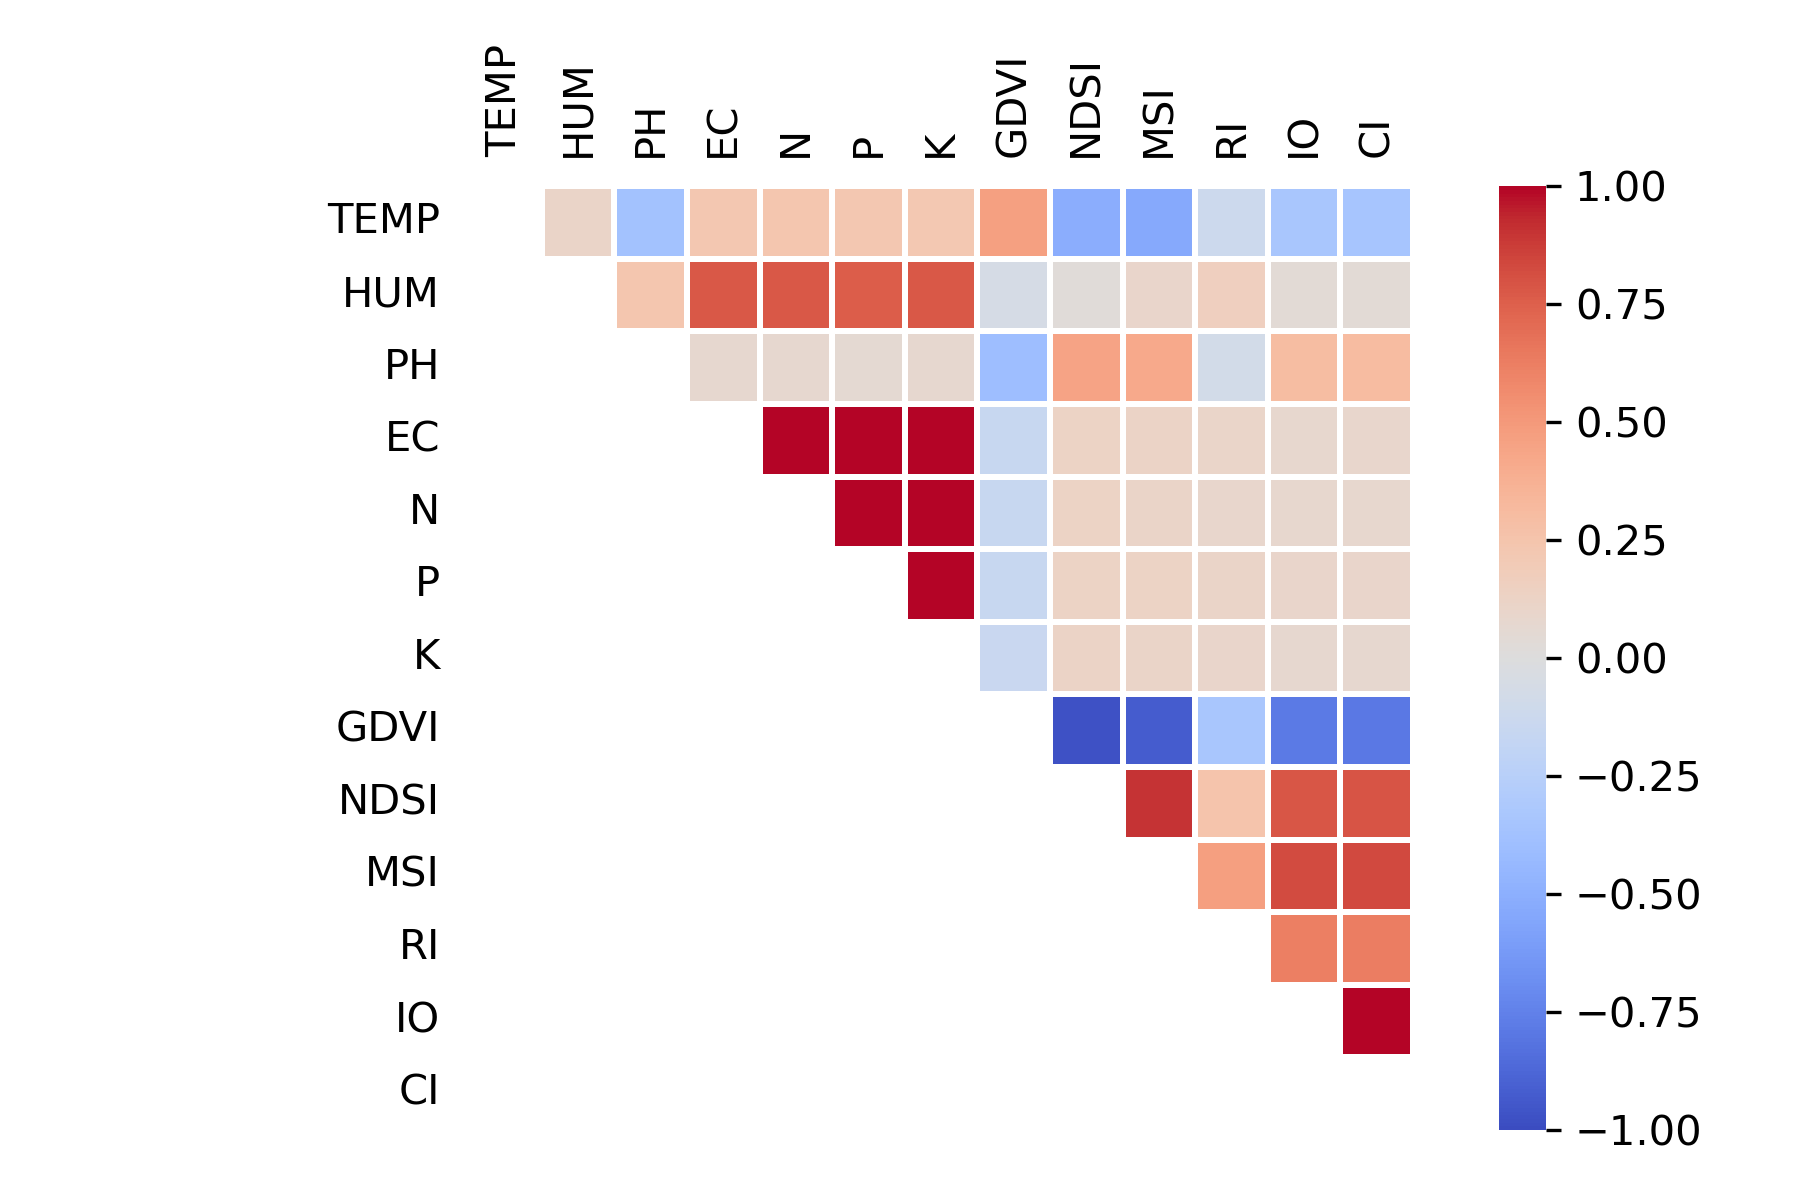 TEMP HUM PH EC N P K GDVI NDSI MSI RI IO CI
TEMP
HUM
PH
EC
N
P
K
GDVI
NDSI
MSI
RI
IO
CI
1.00
0.75
0.50
0.25
0.00
−0.25
−0.50
−0.75
−1.00